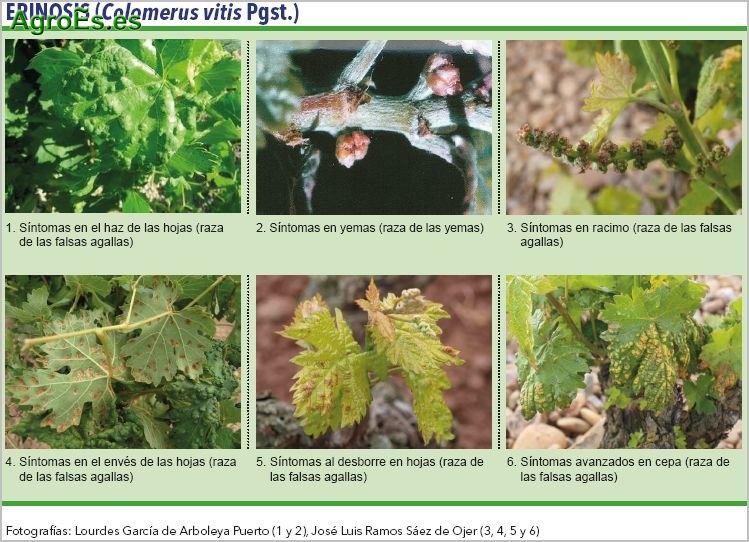 ERINOSIS (Colomerus vitis Pgst.)
AgroEs.es
1. Síntomas en el haz de las hojas (raza
de las falsas agallas)
2. Síntomas en yemas (raza de las yemas)
3. Síntomas en racimo (raza de las falsas
agallas)
4. Síntomas en el envés de las hojas (raza
de las falsas agallas)
5. Síntomas al desborre en hojas (raza de
las falsas agallas)
6. Síntomas avanzados en cepa (raza de
las falsas agallas)
Fotografías: Lourdes García de Arboleya Puerto (1 y 2), José Luis Ramos Sáez de Ojer (3, 4, 5 y 6)